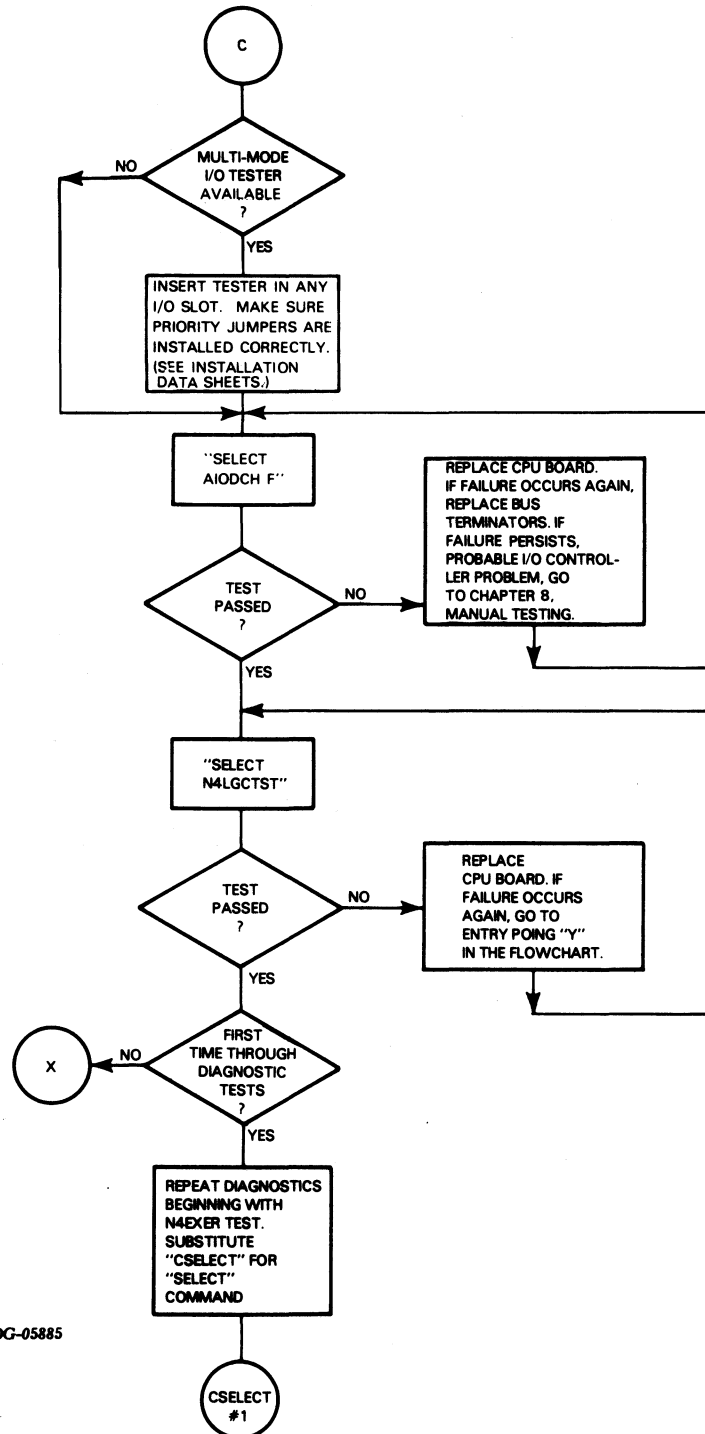 C
MULTI-MODE
I/O TESTER
AVAILABLE
?
NO
YES
INSERT TESTER IN ANY
I/O SLOT. MAKE SURE
PRIORITY JUMPERS ARE
INSTALLED CORRECTLY.
(SEE INSTALLATION
DATA SHEETS.)
"SELECT
AIODCH F"
TEST
PASSED
?
NO
REPLACE CPU BOARD.
IF FAILURE OCCURS AGAIN,
REPLACE BUS
TERMINATORS. IF
FAILURE PERSISTS,
PROBABLE I/O CONTROL-
LER PROBLEM, GO
TO CHAPTER 8,
MANUAL TESTING.
YES
"SELECT
N4LGCTST"
TEST
PASSED
?
NO
REPLACE
CPU BOARD. IF
FAILURE OCCURS
AGAIN, GO TO
ENTRY POING "Y"
IN THE FLOWCHART.
YES
FIRST
TIME THROUGH
DIAGNOSTIC
TESTS
?
NO
X
YES
REPEAT DIAGNOSTICS
BEGINNING WITH
N4EXER TEST.
SUBSTITUTE
"CSELECT" FOR
"SELECT"
COMMAND
CSELECT
#1
DG-05885